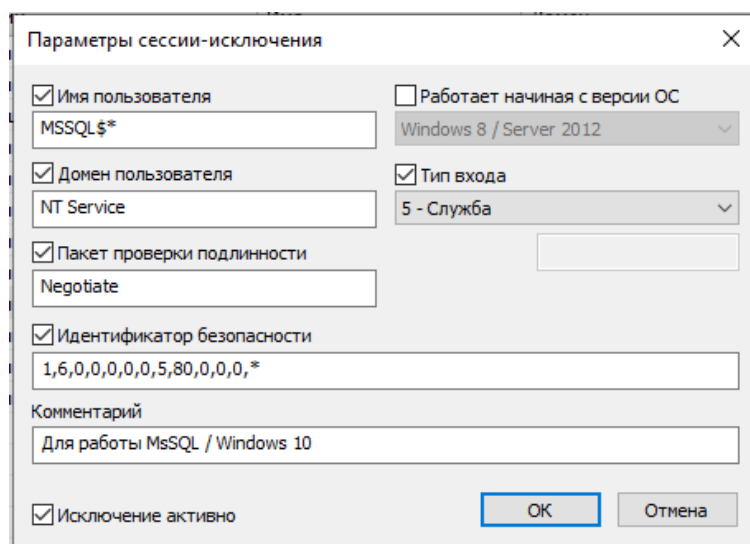 Параметры сессии-исключения
Имя пользователя
MSSQL$*
Работает начиная с версии ОС
Windows 8 / Server 2012
Домен пользователя
NT Service
Тип входа
5 - Служба
Пакет проверки подлинности
Negotiate
Идентификатор безопасности
1,6,0,0,0,0,0,5,80,0,0,0,*
Комментарий
Для работы MsSQL / Windows 10
Исключение активно
ОК
Отмена